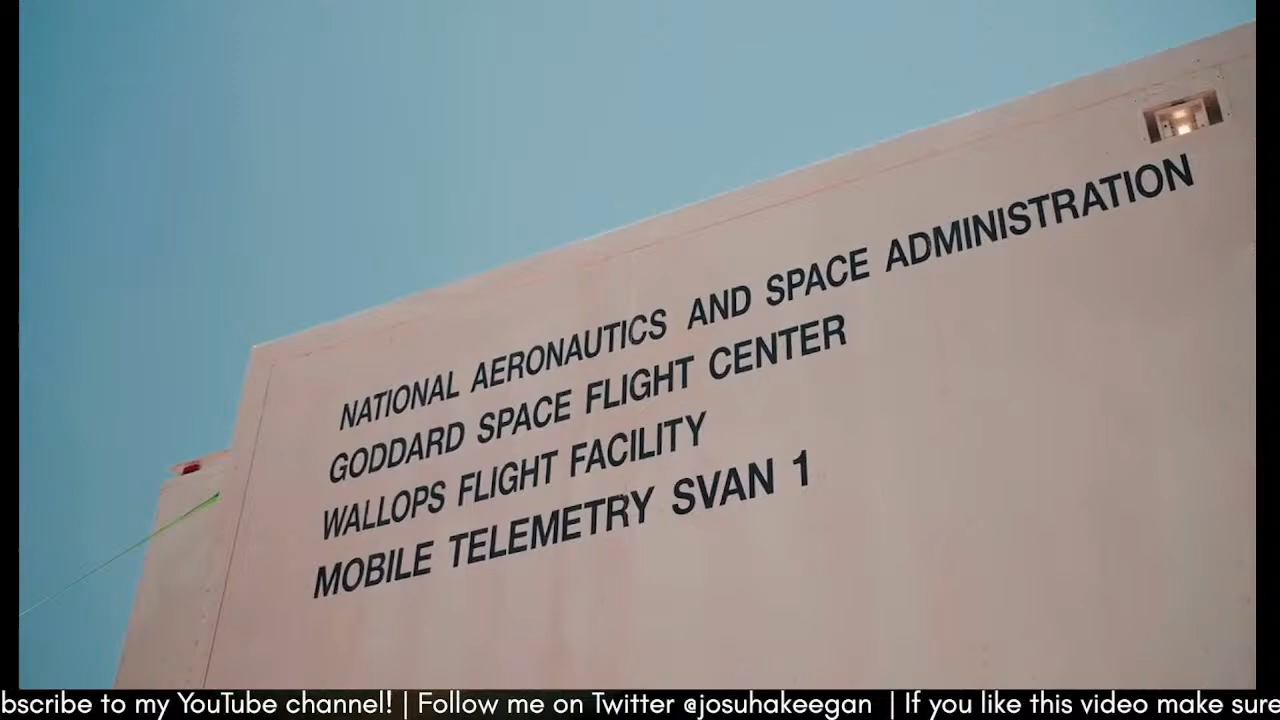 NATIONAL AERONAUTICS AND SPACE ADMINISTRATION
GODDARD SPACE FLIGHT CENTER
WALLOPS FLIGHT FACILITY
MOBILE TELEMETRY SVAN 1
bscribe to my YouTube channel! | Follow me on Twitter @josuhakeegan | If you like this video make sure